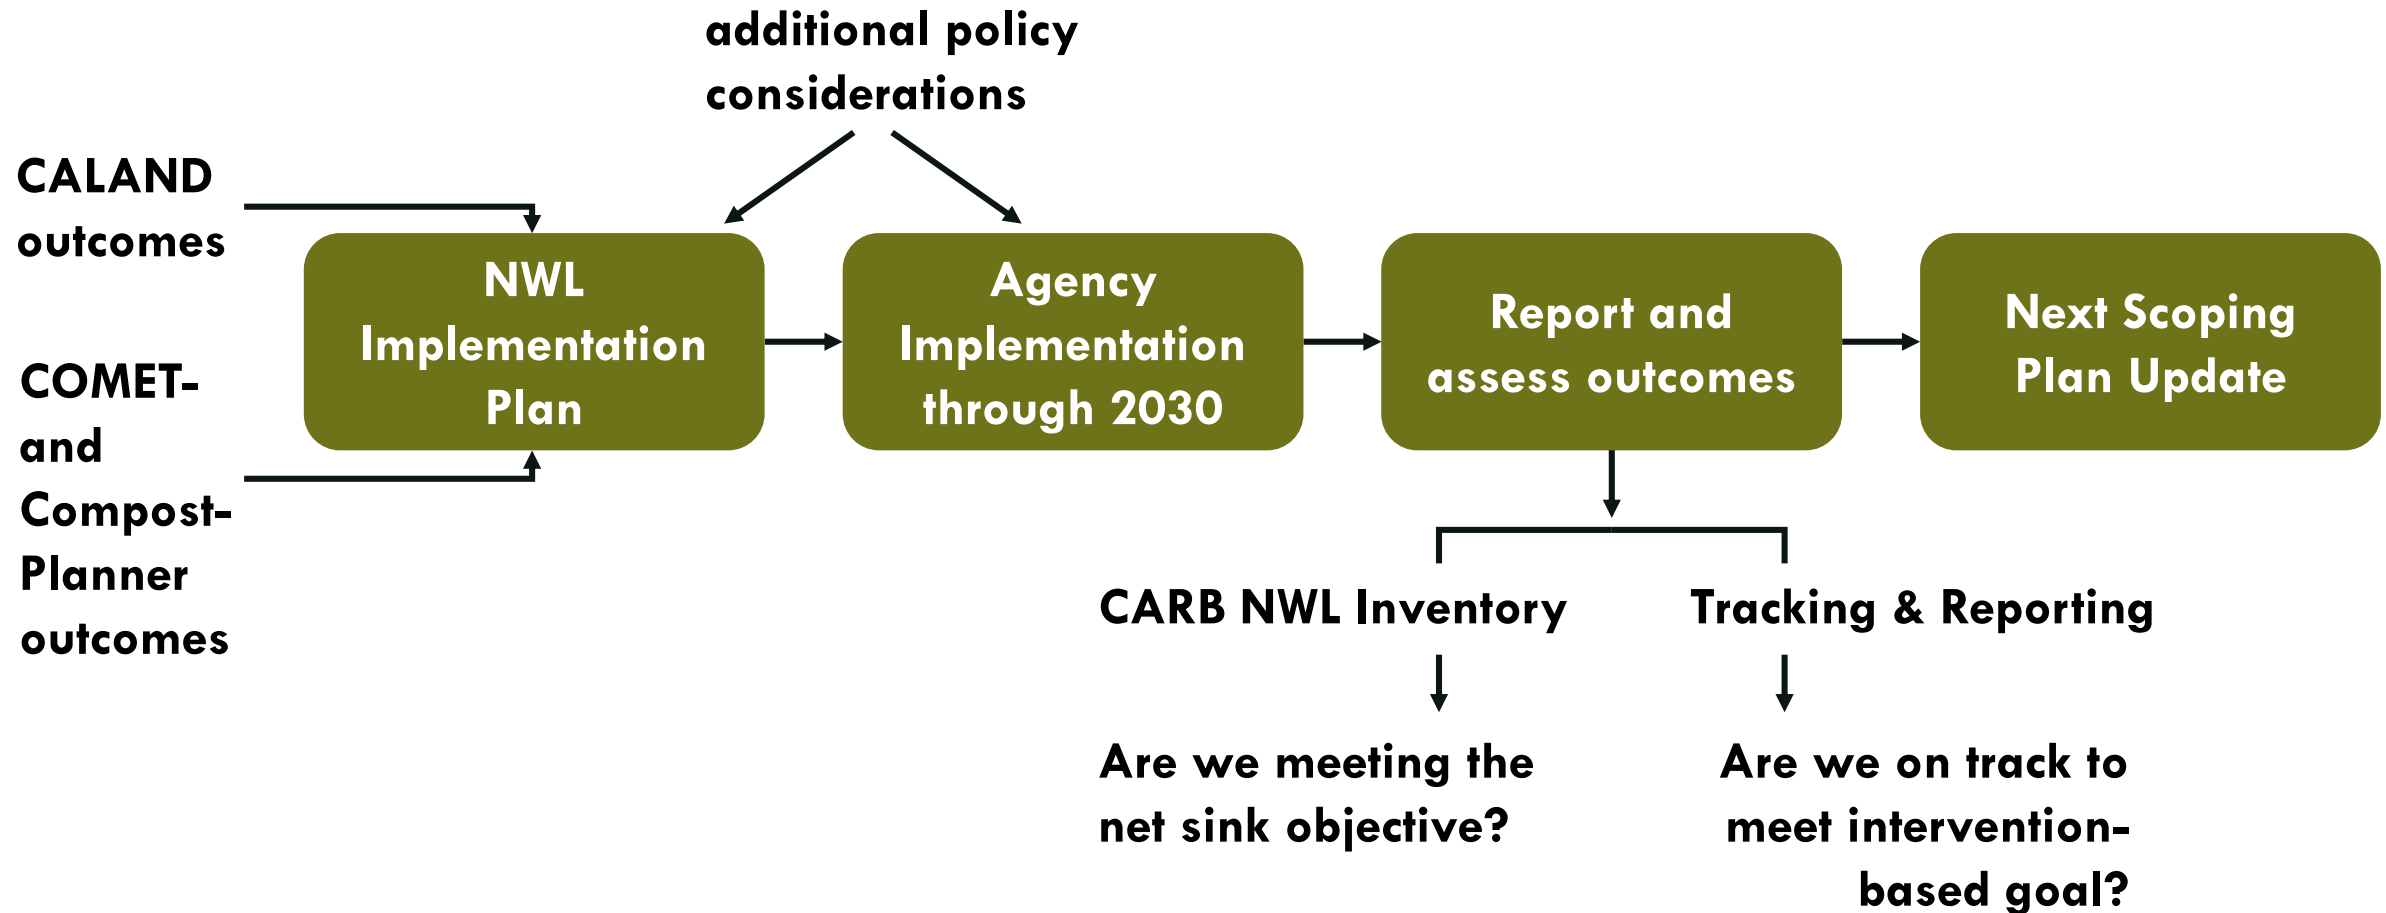 additional policy
considerations
CALAND
outcomes
COMET-
and
Compost-
Planner
outcomes
NWL
Implementation
Plan
Agency
Implementation
through 2030
Report and
assess outcomes
Next Scoping
Plan Update
CARB NWL Inventory
Tracking & Reporting
Are we meeting the
net sink objective?
Are we on track to
meet intervention-
based goal?